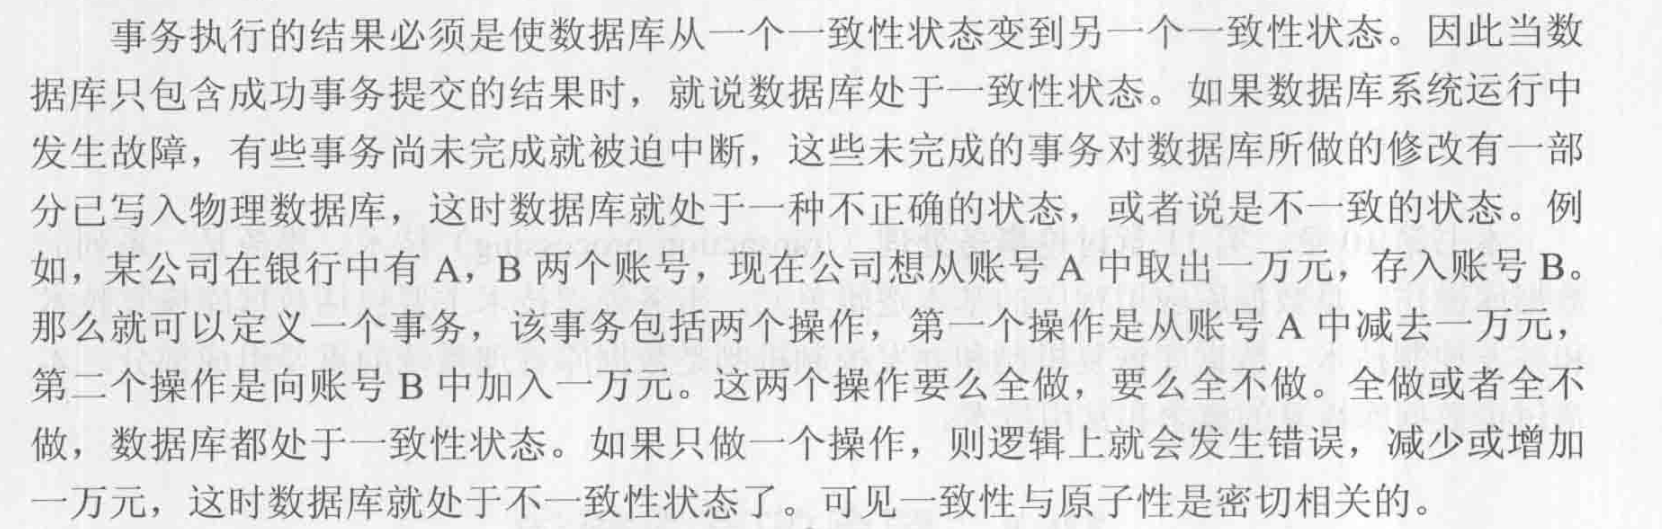 事务执行的结果必须是使数据库从一个一致性状态变到另一个一致性状态。因此当数
据库只包含成功事务提交的结果时，就说数据库处于一致性状态。如果数据库系统运行中
发生故障，有些事务尚未完成就被迫中断，这些未完成的事务对数据库所做的修改有一部
分已写入物理数据库，这时数据库就处于一种不正确的状态，或者说是不一致的状态。例
如，某公司在银行中有 A，B 两个账号，现在公司想从账号 A 中取出一万元，存入账号 B。
那么就可以定义一个事务，该事务包括两个操作，第一个操作是从账号 A 中减去一万元，
第二个操作是向账号 B 中加入一万元。这两个操作要么全做，要么全不做。全做或者全不
做，数据库都处于一致性状态。如果只做一个操作，则逻辑上就会发生错误，减少或增加
一万元，这时数据库就处于不一致性状态了。可见一致性与原子性是密切相关的。